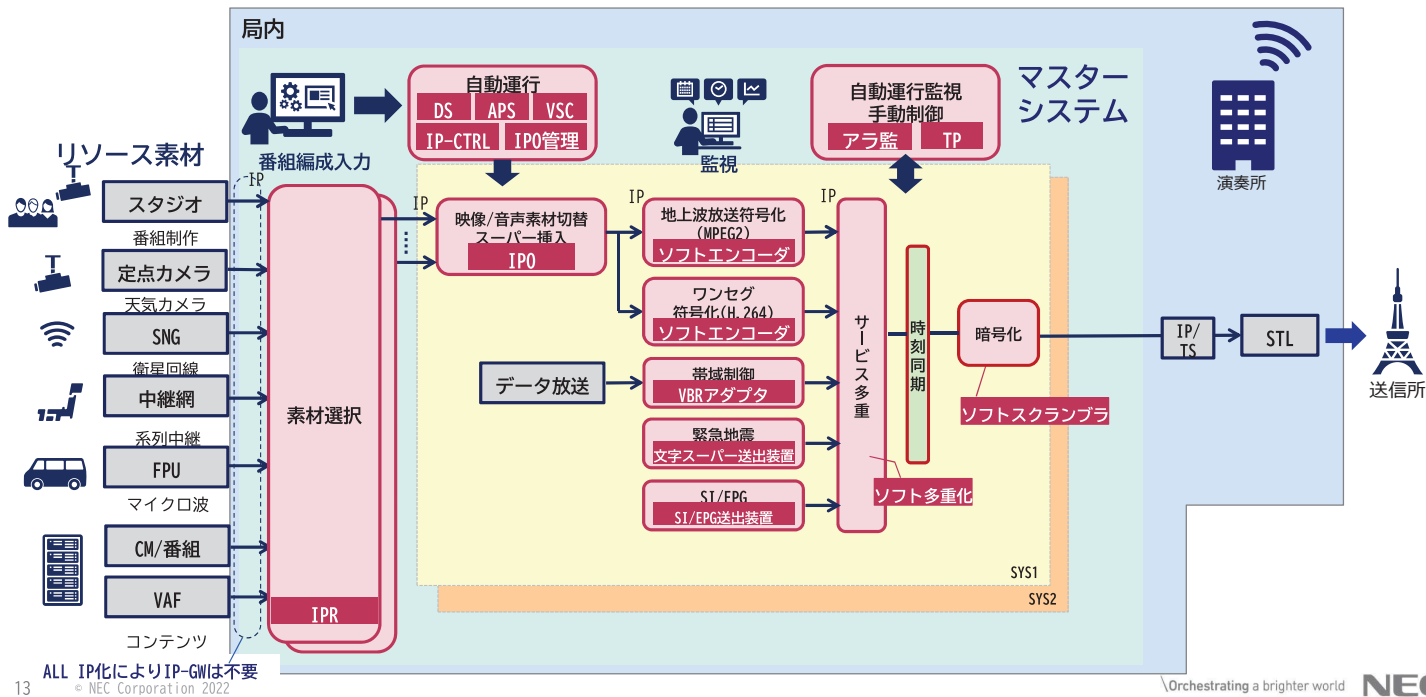 局内
自動運行
DS
APS
VSC
IP-CTRL
IPO管理
番組編成入力
監視
自動運行監視
手動制御
アラ監
TP
マスター
システム
演奏所
リソース素材
IP
スタジオ
番組制作
定点カメラ
天気カメラ
SNG
衛星回線
中継網
系列中継
FPU
マイクロ波
CM/番組
VAF
コンテンツ
素材選択
IPR
IP
映像/音声素材切替
スーパー挿入
IPO
IP
地上波放送符号化
(MPEG2)
ソフトエンコーダ
ワンセグ
符号化(H.264)
ソフトエンコーダ
データ放送
帯域制御
VBRアダプタ
緊急地震
文字スーパー送出装置
SI/EPG
SI/EPG送出装置
IP
サービス多重
ソフト多重化
時刻同期
暗号化
ソフトスクランブラ
IP/
TS
STL
送信所
SYS1
SYS2
ALL IP化によりIP-GWは不要
13
© NEC Corporation 2022
\Orchestrating a brighter world
NEC